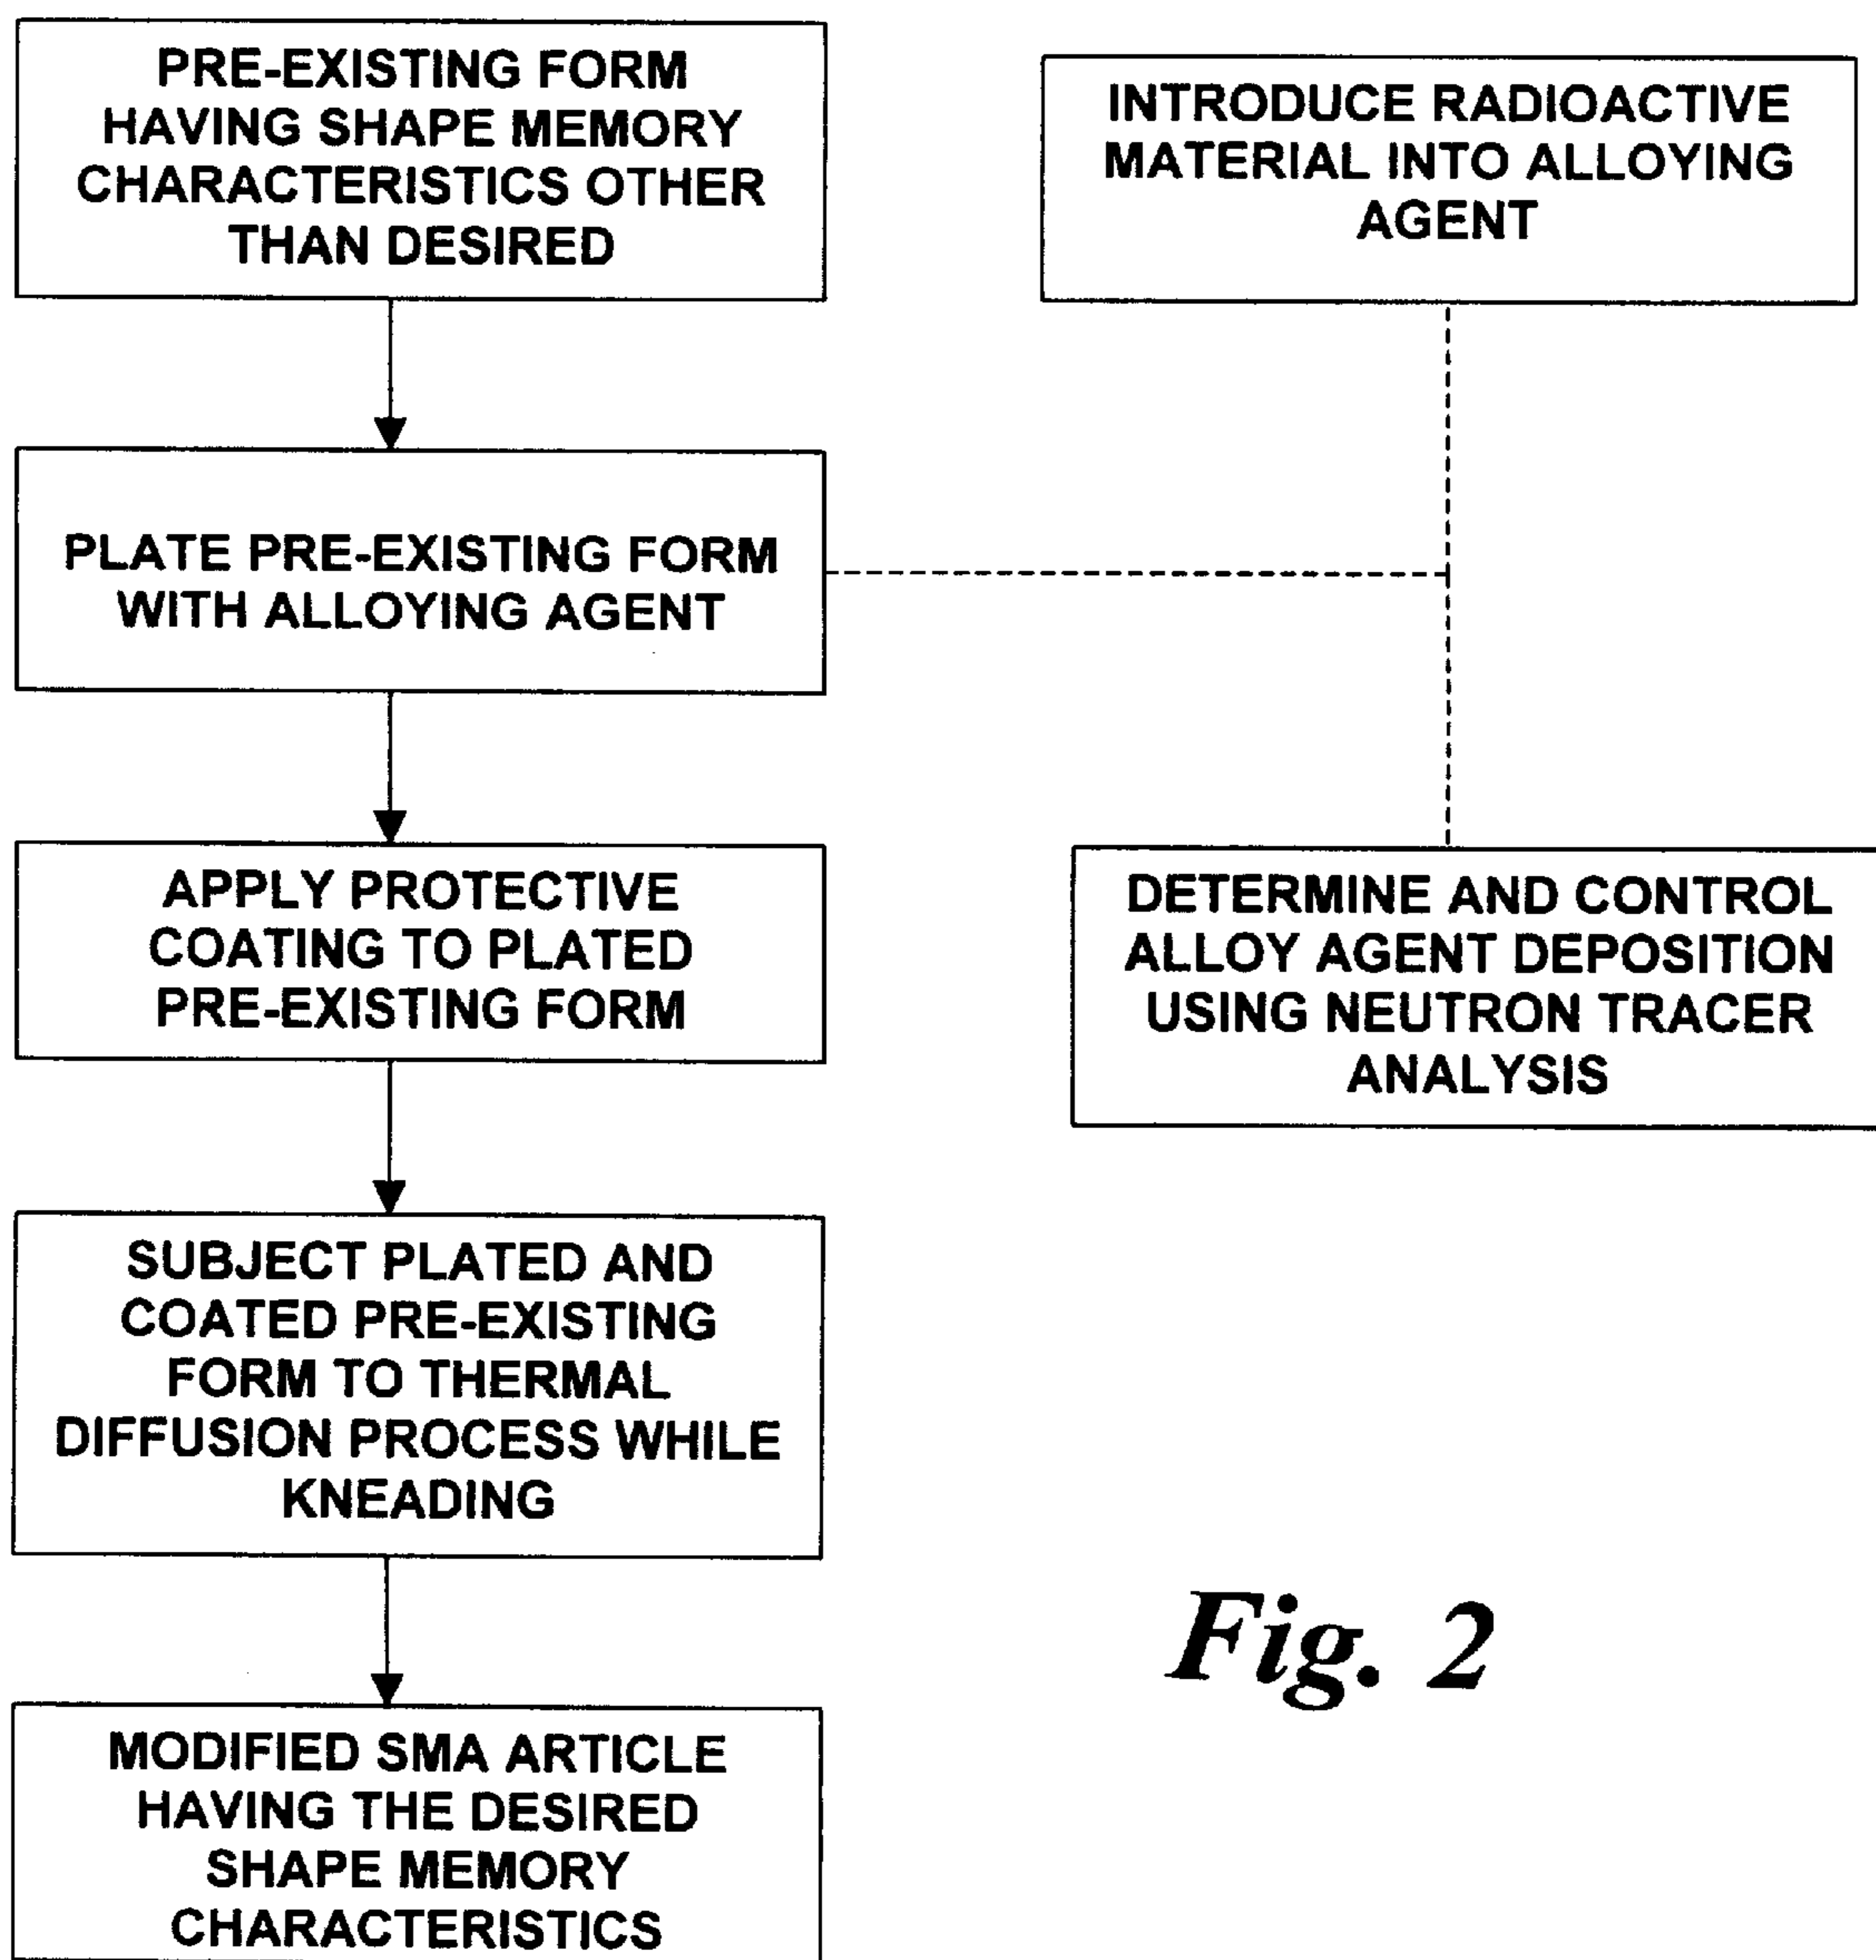 PRE-EXISTING FORM
HAVING SHAPE MEMORY
CHARACTERISTICS OTHER
THAN DESIRED
INTRODUCE RADIOACTIVE
MATERIAL INTO ALLOYING
AGENT
PLATE PRE-EXISTING FORM
WITH ALLOYING AGENT
APPLY PROTECTIVE
COATING TO PLATED
PRE-EXISTING FORM
DETERMINE AND CONTROL
ALLOY AGENT DEPOSITION
USING NEUTRON TRACER
ANALYSIS
SUBJECT PLATED AND
COATED PRE-EXISTING
FORM TO THERMAL
DIFFUSION PROCESS WHILE
KNEADING
MODIFIED SMA ARTICLE
HAVING THE DESIRED
SHAPE MEMORY
CHARACTERISTICS
Fig. 2